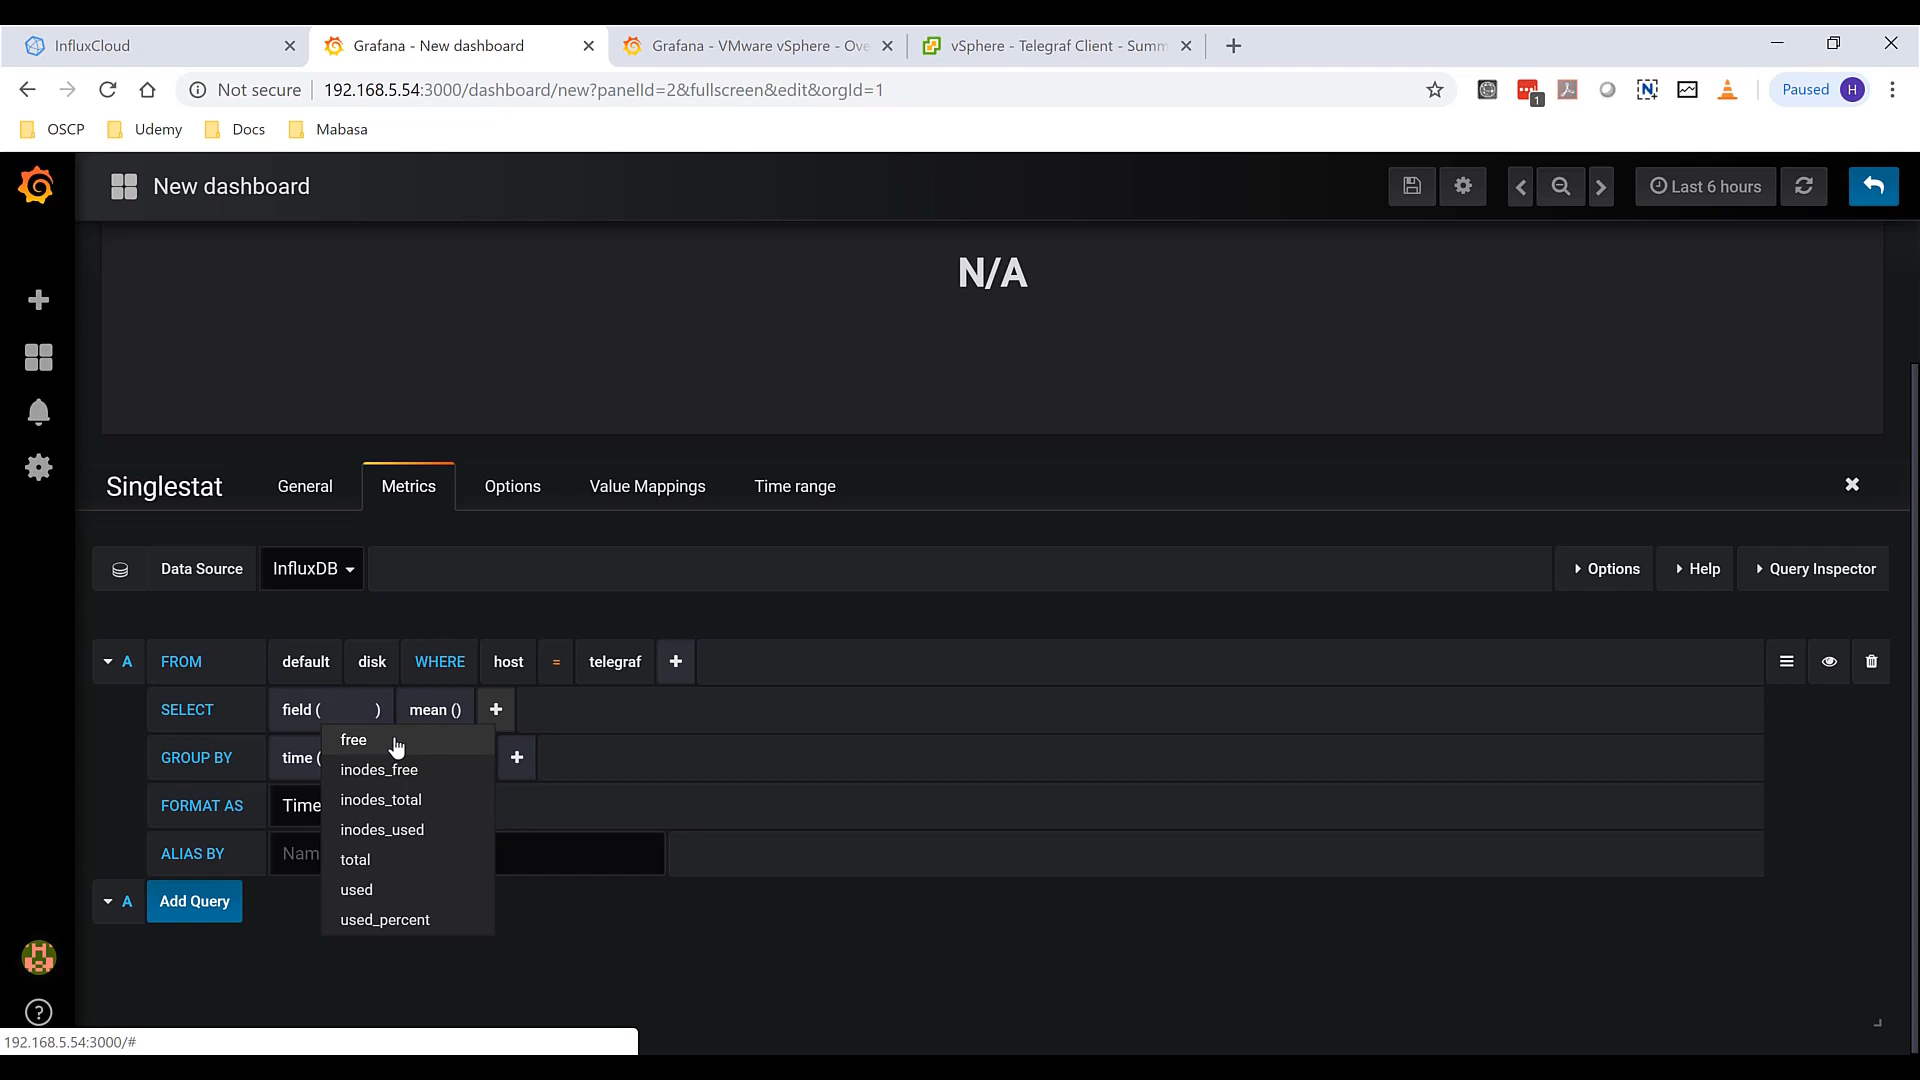 InfluxCloud
Grafana - New dashboard
Grafana - VMware vSphere - Ove
vSphere - Telegraf Client - Summ
Not secure
192.168.5.54:3000/dashboard/new?panelId=2&fullscreen&edit&orgId=1
1
Paused
H
OSCP
Udemy
Docs
Mabasa
New dashboard
Last 6 hours
N/A
Singlestat
General
Metrics
Options
Value Mappings
Time range
Data Source
InfluxDB
Options
Help
Query Inspector
A FROM default disk WHERE host = telegraf +
SELECT field ( ) mean () +
free
GROUP BY time ( +
inodes_free
inodes_total
FORMAT AS Time
inodes_used
ALIAS BY Nam
total
used
A Add Query
used_percent
?
192.168.5.54:3000/#